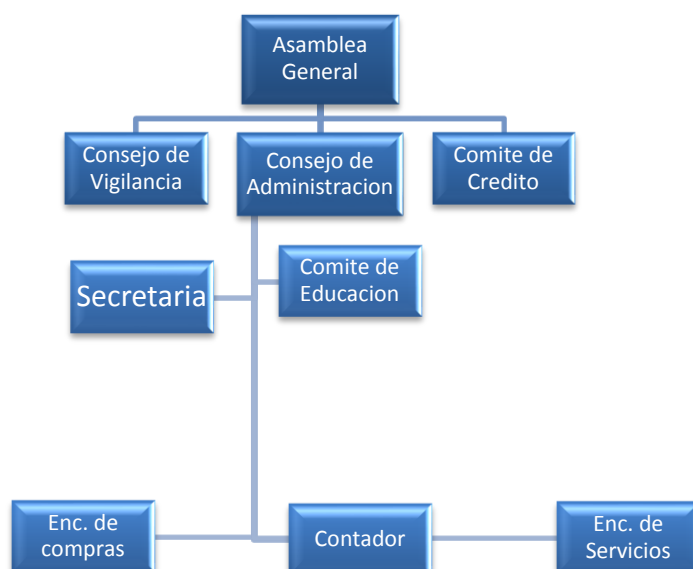 Asamblea
General
Consejo de
Vigilancia
Consejo de
Administracion
Comite de
Credito
Secretaria
Comite de
Educacion
Enc. de
compras
Contador
Enc. de
Servicios